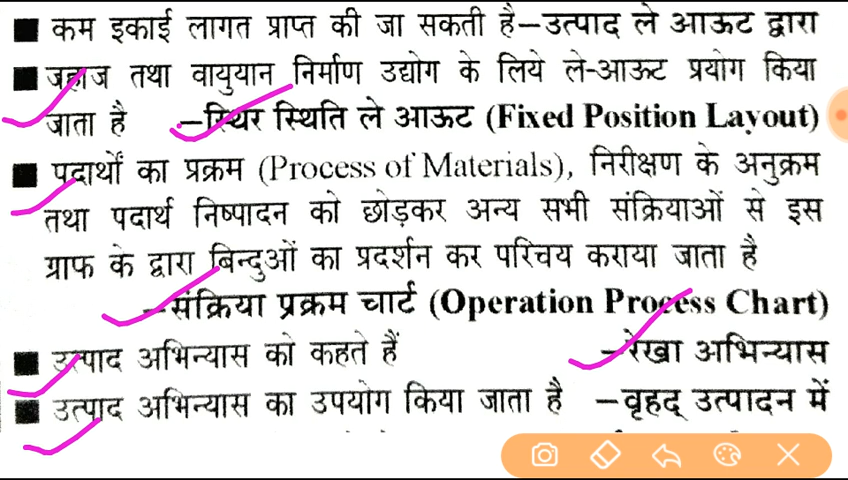 ■ कम इकाई लागत प्राप्त की जा सकती है–उत्पाद ले आऊट द्वारा
■ जहाज तथा वायुयान निर्माण उद्योग के लिये ले-आऊट प्रयोग किया
जाता है –स्थिर स्थिति ले आऊट (Fixed Position Layout)
■ पदार्थों का प्रक्रम (Process of Materials), निरीक्षण के अनुक्रम
तथा पदार्थ निष्पादन को छोड़कर अन्य सभी संक्रियाओं से इस
ग्राफ के द्वारा बिन्दुओं का प्रदर्शन कर परिचय कराया जाता है
–संक्रिया प्रक्रम चार्ट (Operation Process Chart)
■ उत्पाद अभिन्यास को कहते हैं –रेखा अभिन्यास
■ उत्पाद अभिन्यास का उपयोग किया जाता है –वृहद् उत्पादन में